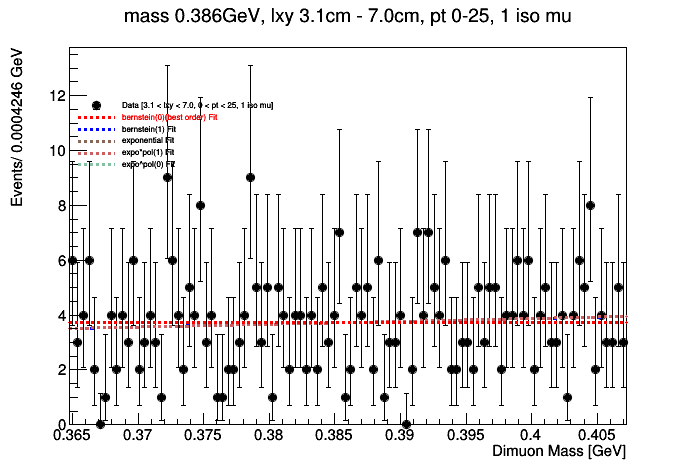 mass 0.386GeV, lxy 3.1cm - 7.0cm, pt 0-25, 1 iso mu
Events/ 0.0004246 GeV
12
10
8
6
4
2
0
Data [3.1 < lxy < 7.0, 0 < pt < 25, 1 iso mu]
bernstein(0)(best order) Fit
bernstein(1) Fit
exponential Fit
expo*pol(1) Fit
expo*pol(0) Fit
0.365 0.37 0.375 0.38 0.385 0.39 0.395 0.4 0.405
Dimuon Mass [GeV]